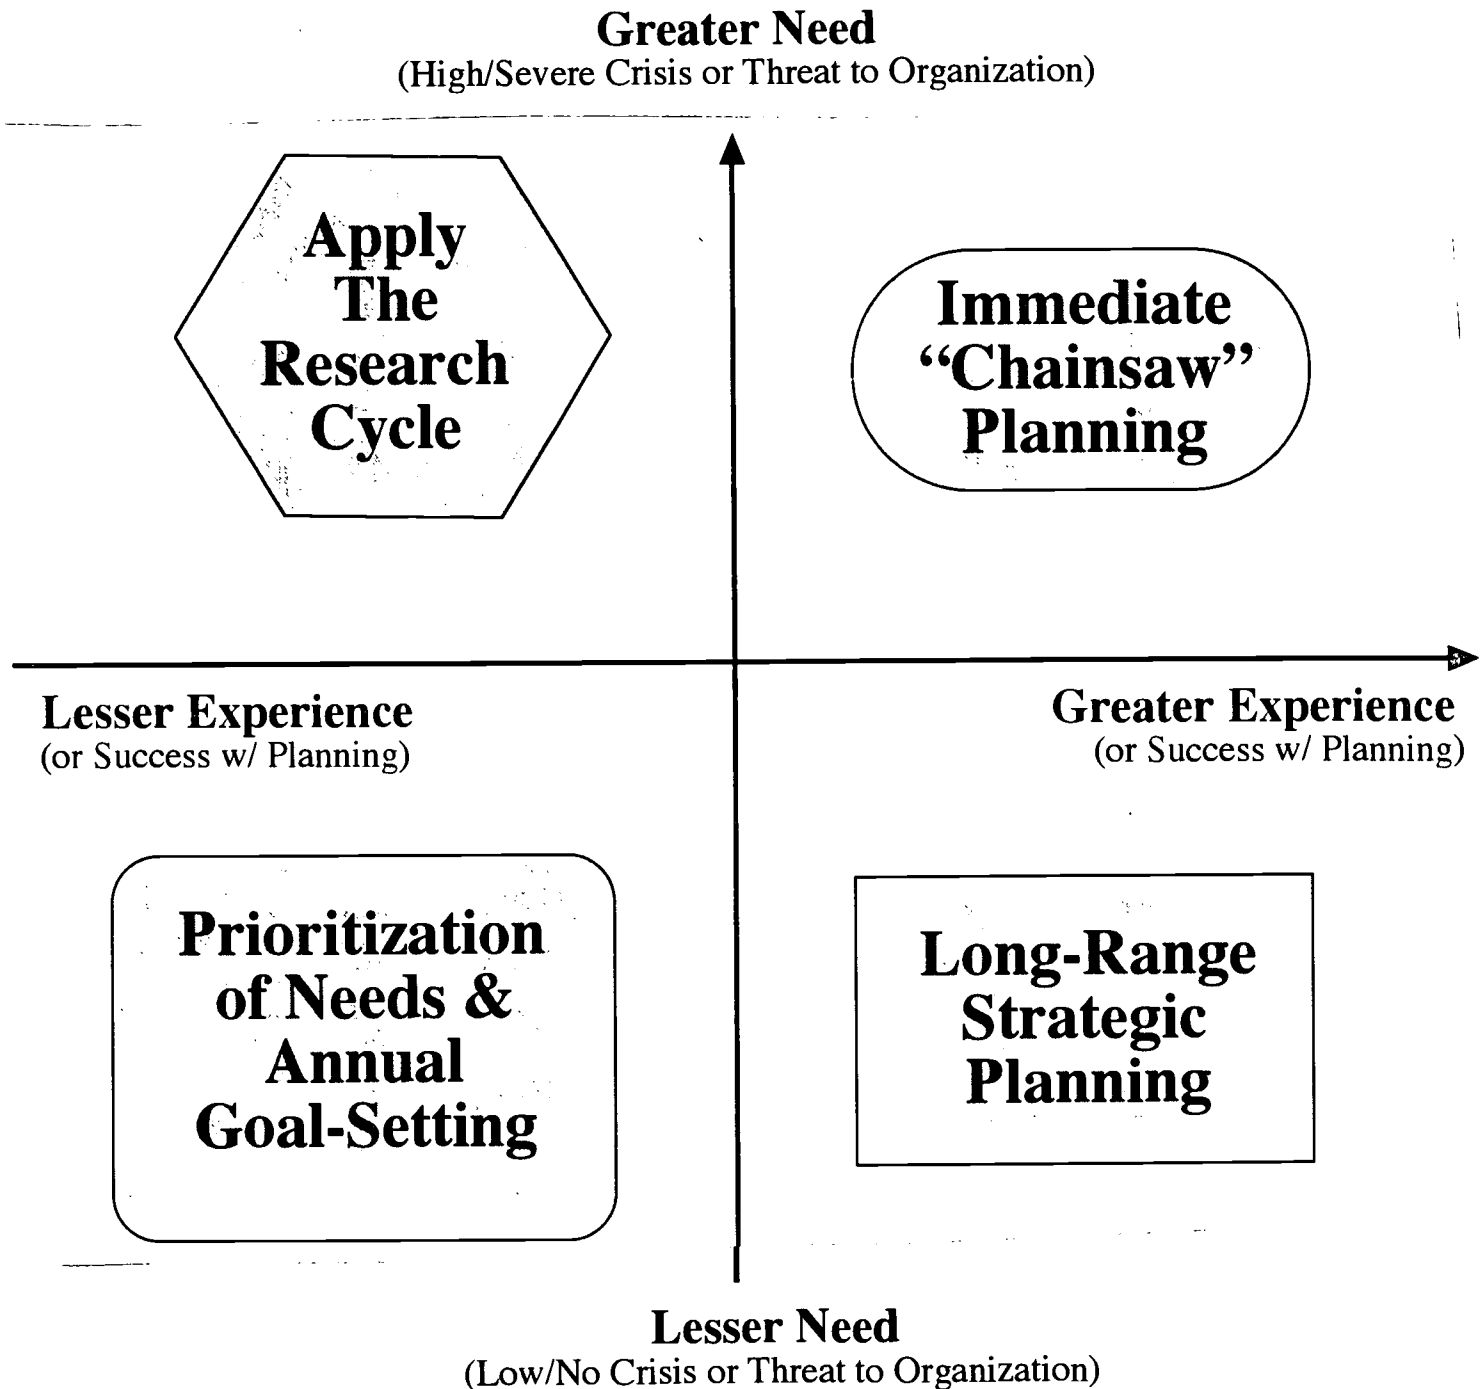 Greater Need
(High/Severe Crisis or Threat to Organization)
Apply
The
Research
Cycle
Immediate
“Chainsaw”
Planning
Lesser Experience
(or Success w/ Planning)
Greater Experience
(or Success w/ Planning)
Prioritization
of Needs &
Annual
Goal-Setting
Long-Range
Strategic
Planning
Lesser Need
(Low/No Crisis or Threat to Organization)